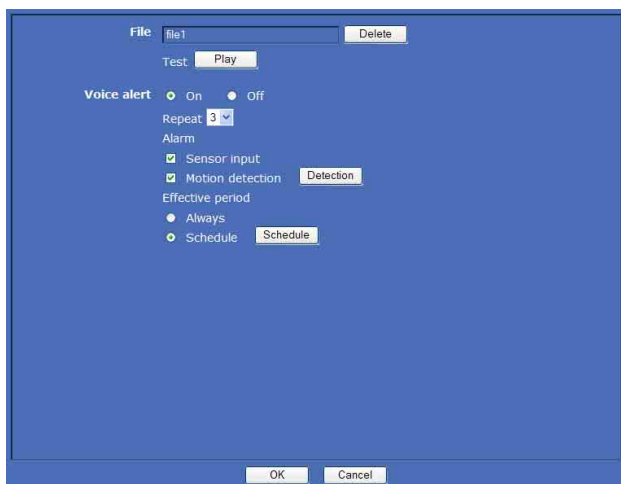 File file1 Delete
Test Play
Voice alert On Off
Repeat 3
Alarm
Sensor input
Motion detection Detection
Effective period
Always
Schedule Schedule
OK Cancel